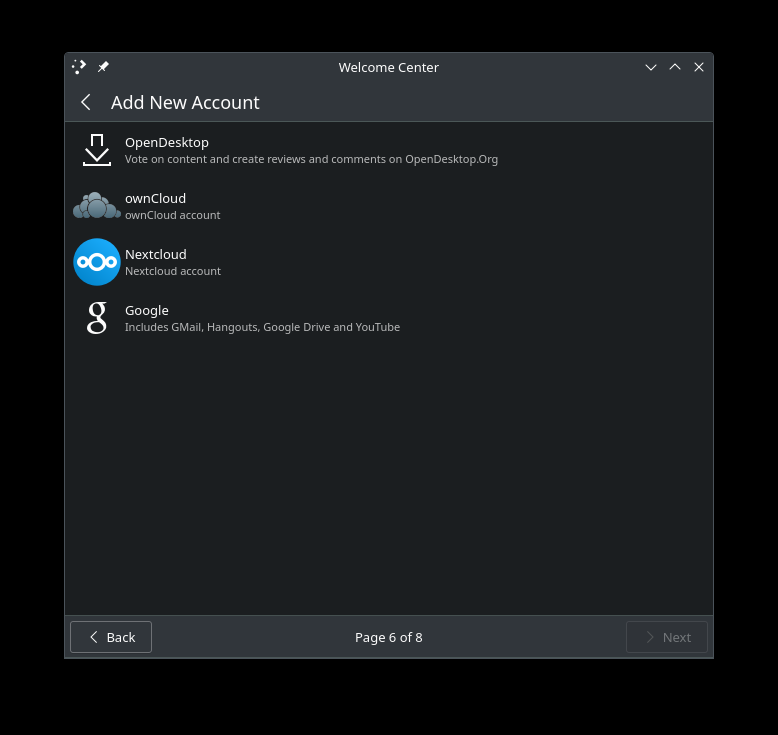 Welcome Center
Add New Account
OpenDesktop
Vote on content and create reviews and comments on OpenDesktop.Org
ownCloud
ownCloud account
Nextcloud
Nextcloud account
Google
Includes GMail, Hangouts, Google Drive and YouTube
Back
Page 6 of 8
Next